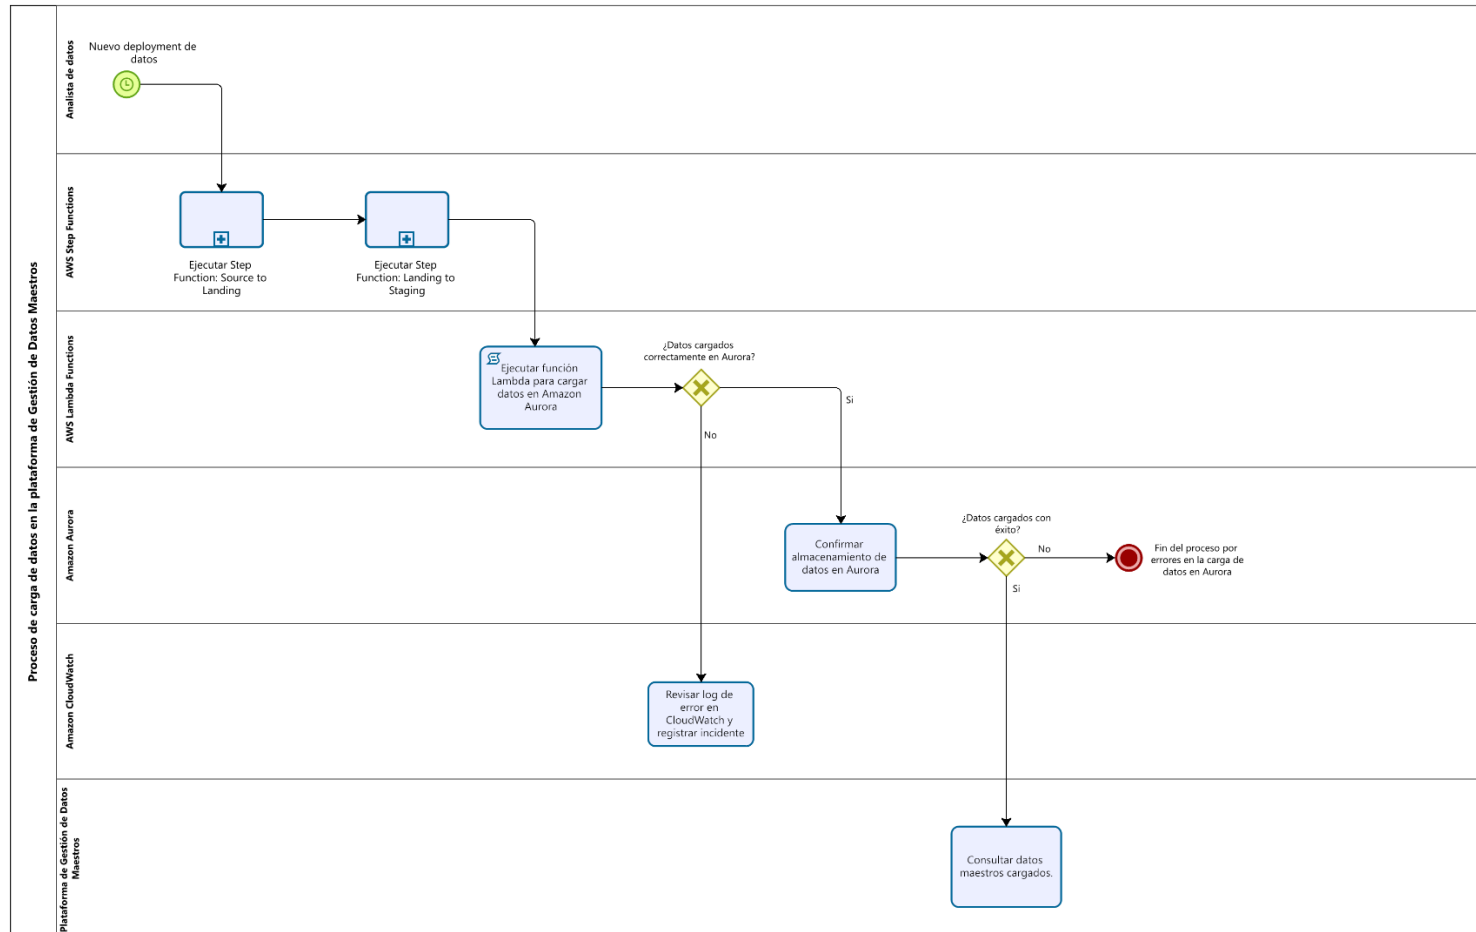 Proceso de carga de datos en la plataforma de Gestión de Datos Maestros
Analista de datos
Nuevo deployment de
datos
AWS Step Functions
Ejecutar Step
Function: Source to
Landing
Ejecutar Step
Function: Landing to
Staging
AWS Lambda Functions
Ejecutar función
Lambda para cargar
datos en Amazon
Aurora
¿Datos cargados
correctamente en Aurora?
Si
No
Amazon Aurora
Confirmar
almacenamiento de
datos en Aurora
¿Datos cargados con
éxito?
No
Si
Fin del proceso por
errores en la carga de
datos en Aurora
Amazon CloudWatch
Revisar log de
error en
CloudWatch y
registrar incidente
Plataforma de Gestión de Datos
Maestros
Consultar datos
maestros cargados.